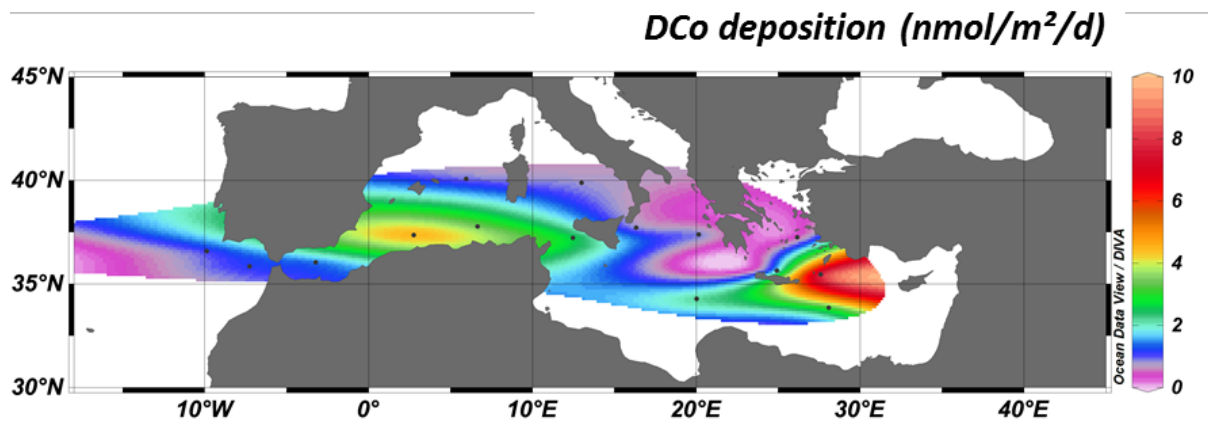 DCo deposition (nmol/m²/d)
45°N
40°N
35°N
30°N
10°W
0°
10°E
20°E
30°E
40°E
Ocean Data View / DIVA
10
8
6
4
2
0